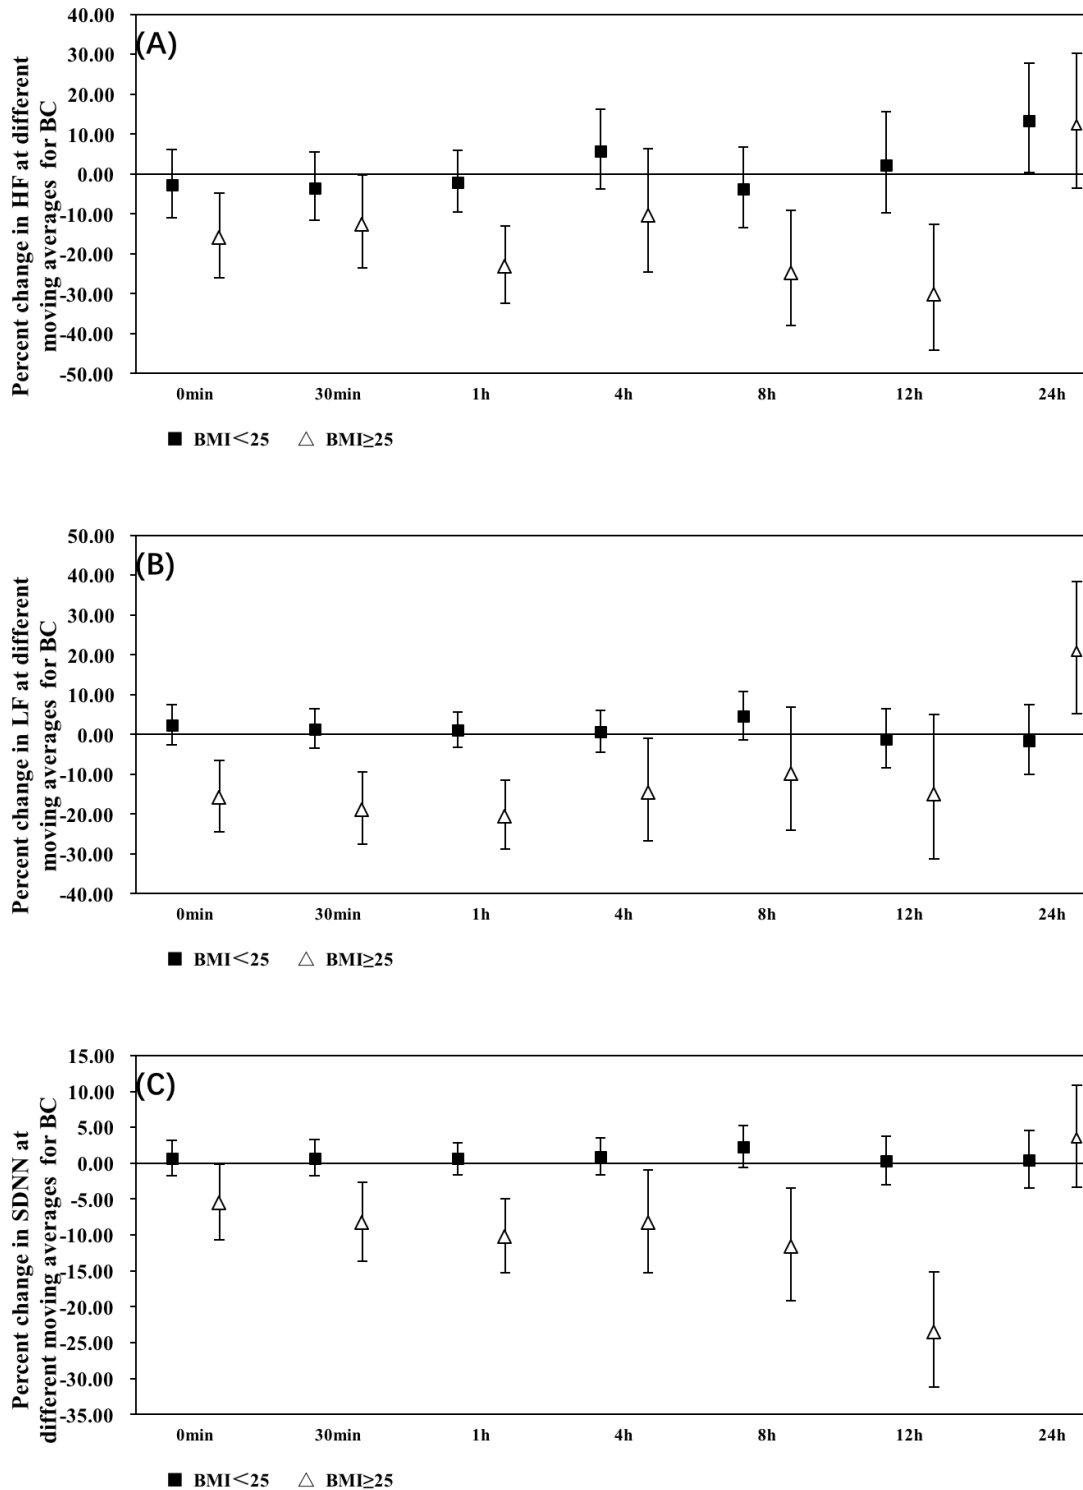 (A)
Percent change in HF at different
moving averages for BC
40.00
30.00
20.00
10.00
0.00
-10.00
-20.00
-30.00
-40.00
-50.00
0min 30min 1h 4h 8h 12h 24h
BMI<25 BMI≥25
(B)
Percent change in LF at different
moving averages for BC
50.00
40.00
30.00
20.00
10.00
0.00
-10.00
-20.00
-30.00
-40.00
0min 30min 1h 4h 8h 12h 24h
BMI<25 BMI≥25
(C)
Percent change in SDNN at
different moving averages for BC
15.00
10.00
5.00
0.00
-5.00
-10.00
-15.00
-20.00
-25.00
-30.00
-35.00
0min 30min 1h 4h 8h 12h 24h
BMI<25 BMI≥25